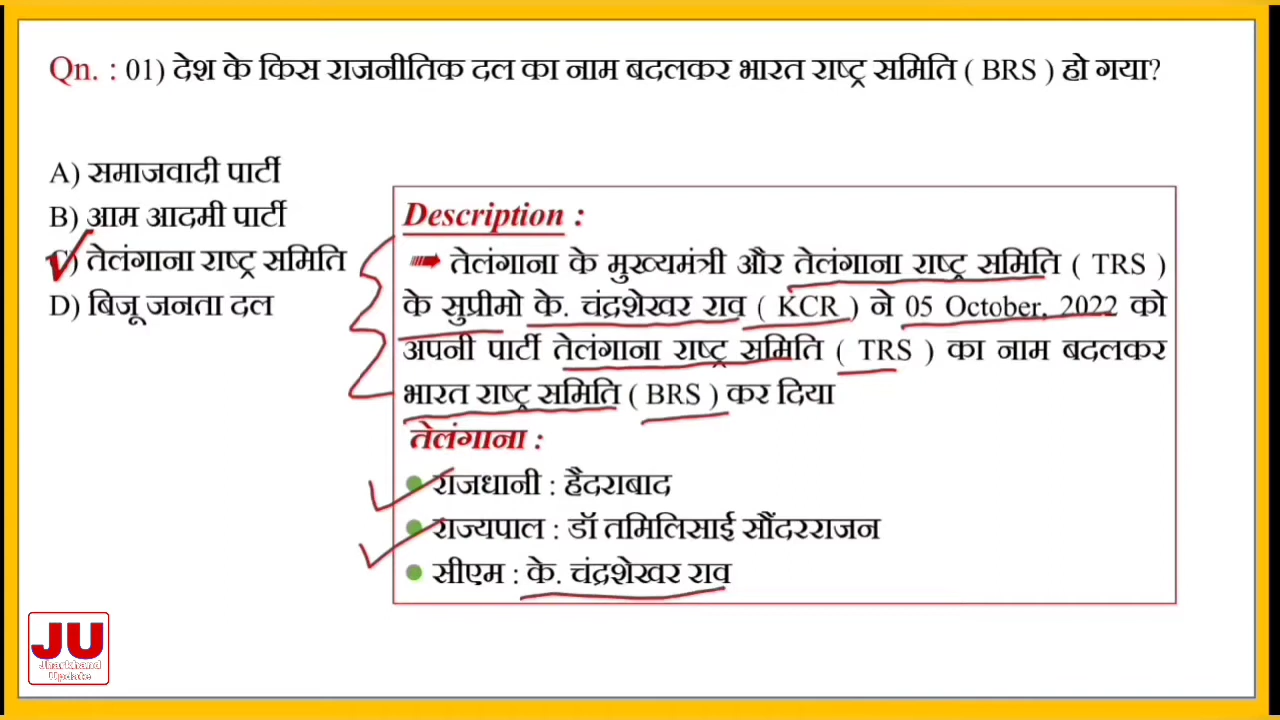 Qn. : 01) देश के किस राजनीतिक दल का नाम बदलकर भारत राष्ट्र समिति ( BRS ) हो गया?
A) समाजवादी पार्टी
B) आम आदमी पार्टी
C) तेलंगाना राष्ट्र समिति
D) बिजू जनता दल
Description :
तेलंगाना के मुख्यमंत्री और तेलंगाना राष्ट्र समिति ( TRS )
के सुप्रीमो के. चंद्रशेखर राव ( KCR ) ने 05 October, 2022 को
अपनी पार्टी तेलंगाना राष्ट्र समिति ( TRS ) का नाम बदलकर
भारत राष्ट्र समिति ( BRS ) कर दिया
तेलंगाना :
राजधानी : हैदराबाद
राज्यपाल : डॉ तमिलिसाई सौंदरराजन
सीएम : के. चंद्रशेखर राव
JU
Jharkhand
Update